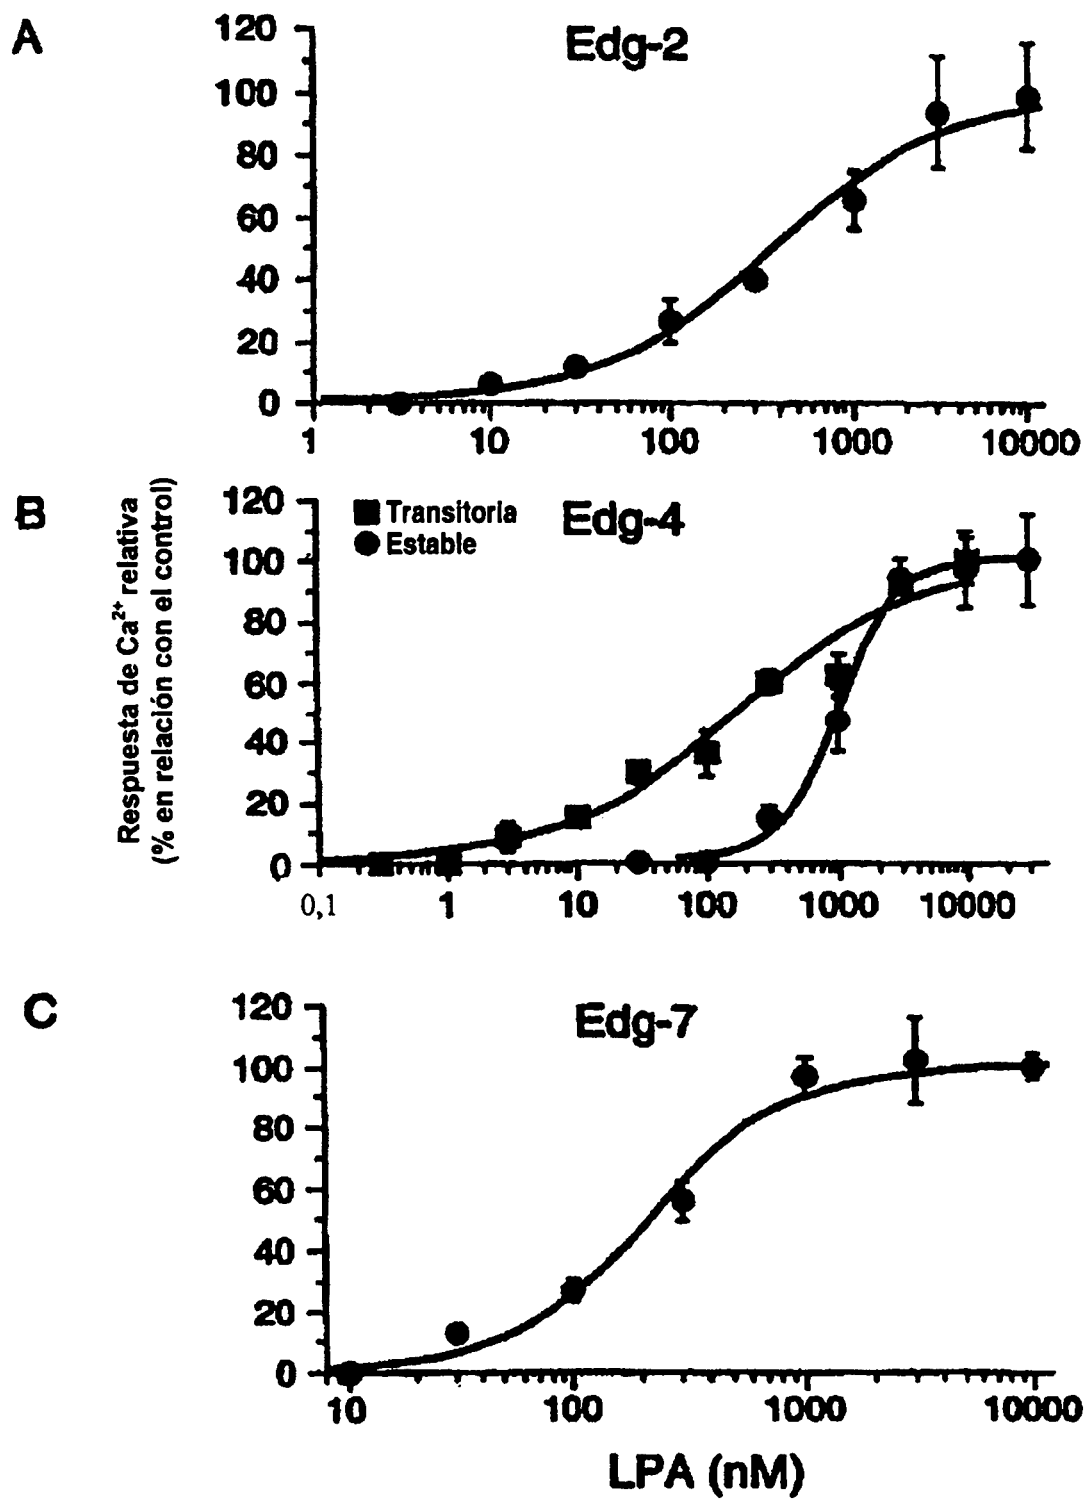 A
Edg-2
120
100
80
60
40
20
0
1 10 100 1000 10000
B
Edg-4
Transitoria
Estable
120
100
80
60
40
20
0
0,1 1 10 100 1000 10000
Respuesta de Ca²⁺ relativa
(% en relación con el control)
C
Edg-7
120
100
80
60
40
20
0
10 100 1000 10000
LPA (nM)